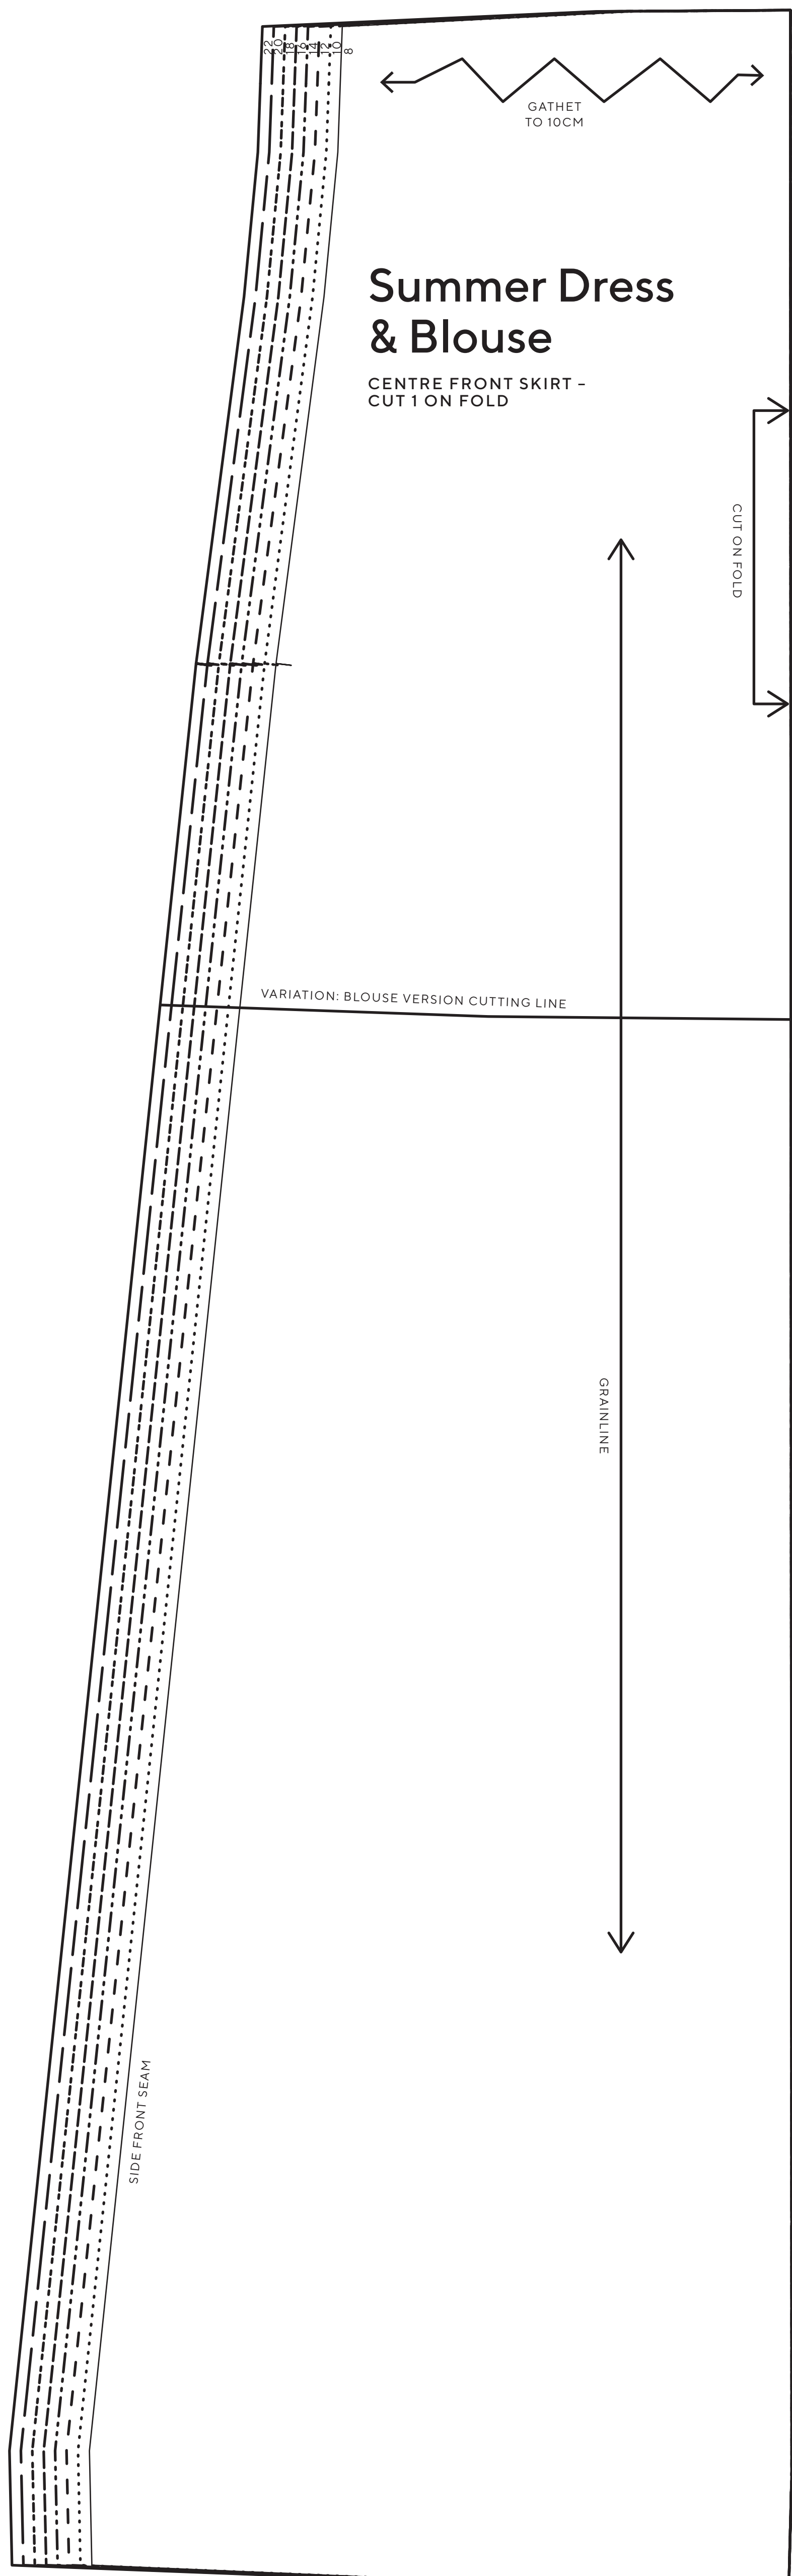 22
20
18
16
14
12
10
8
GATHET
TO 10CM
Summer Dress
& Blouse
CENTRE FRONT SKIRT –
CUT 1 ON FOLD
CUT ON FOLD
VARIATION: BLOUSE VERSION CUTTING LINE
GRAINLINE
SIDE FRONT SEAM